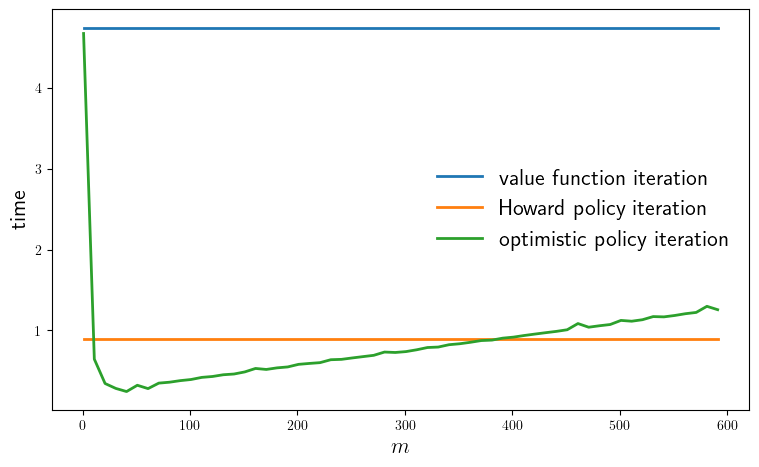 4
3
2
1
time
value function iteration
Howard policy iteration
optimistic policy iteration
0 100 200 300 400 500 600
m